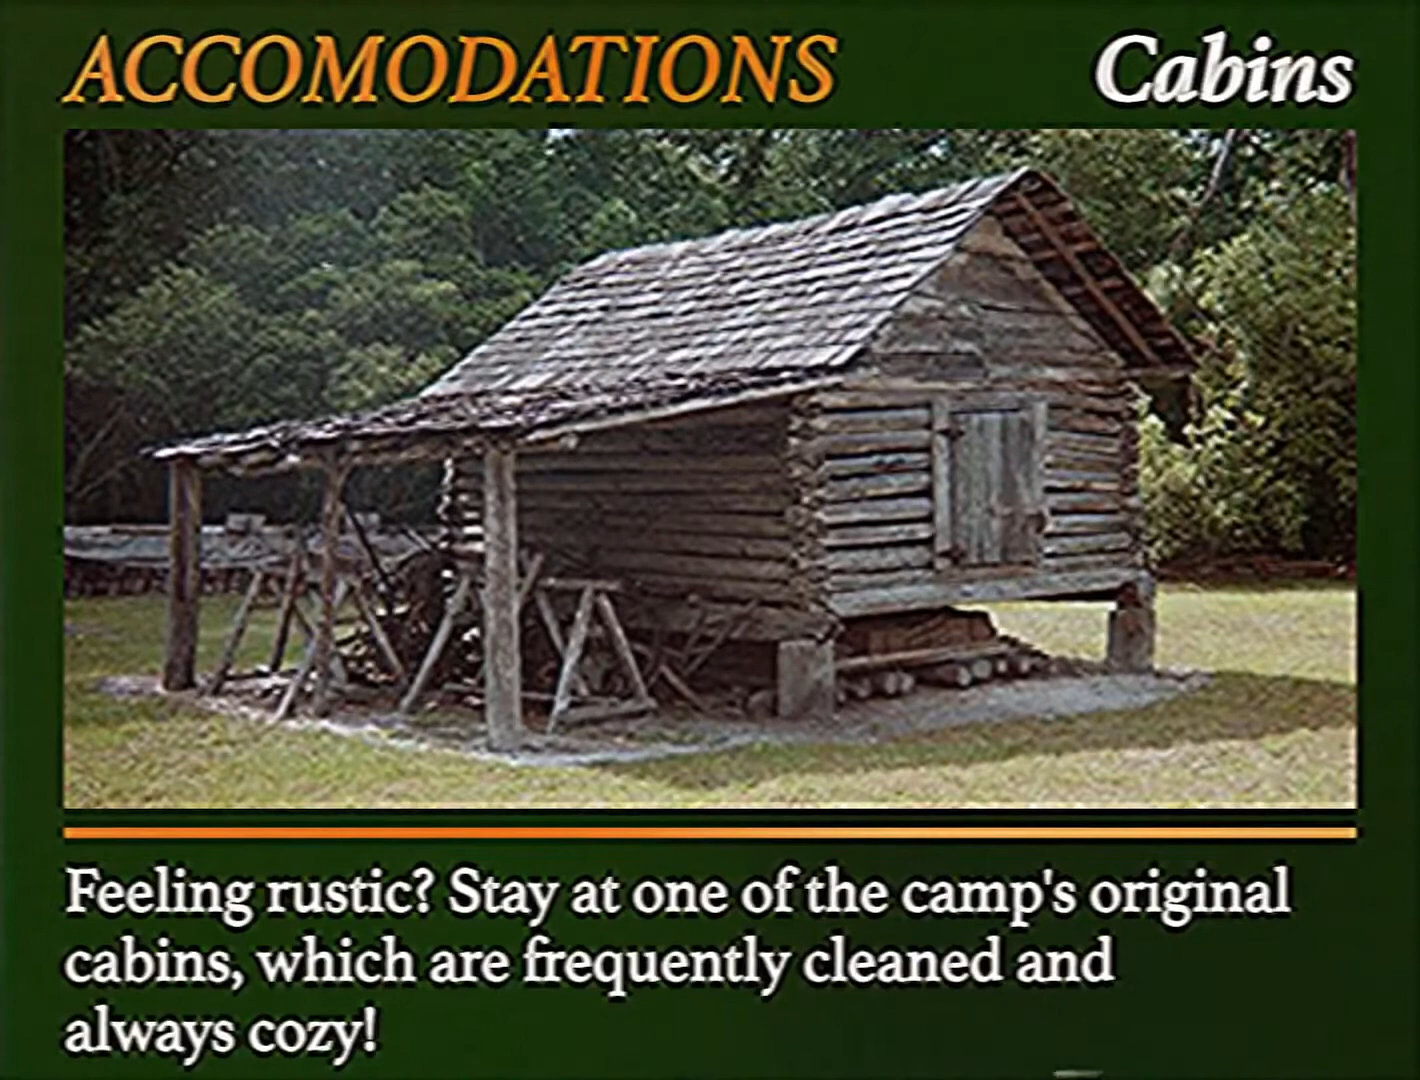 ACCOMODATIONS Cabins
Feeling rustic? Stay at one of the camp's original
cabins, which are frequently cleaned and
always cozy!